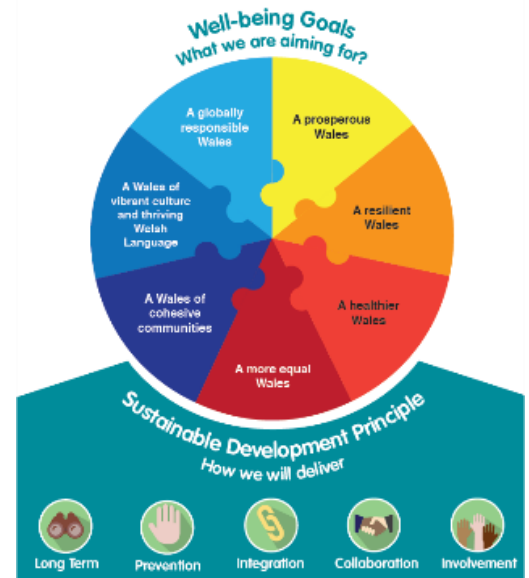 Well-being Goals
What we are aiming for?
A prosperous
Wales
A resilient
Wales
A healthier
Wales
A more equal
Wales
A Wales of
cohesive
communities
A Wales of
vibrant culture
and thriving
Welsh
Language
A globally
responsible
Wales
Sustainable Development Principle
How we will deliver
Long Term
Prevention
Integration
Collaboration
Involvement